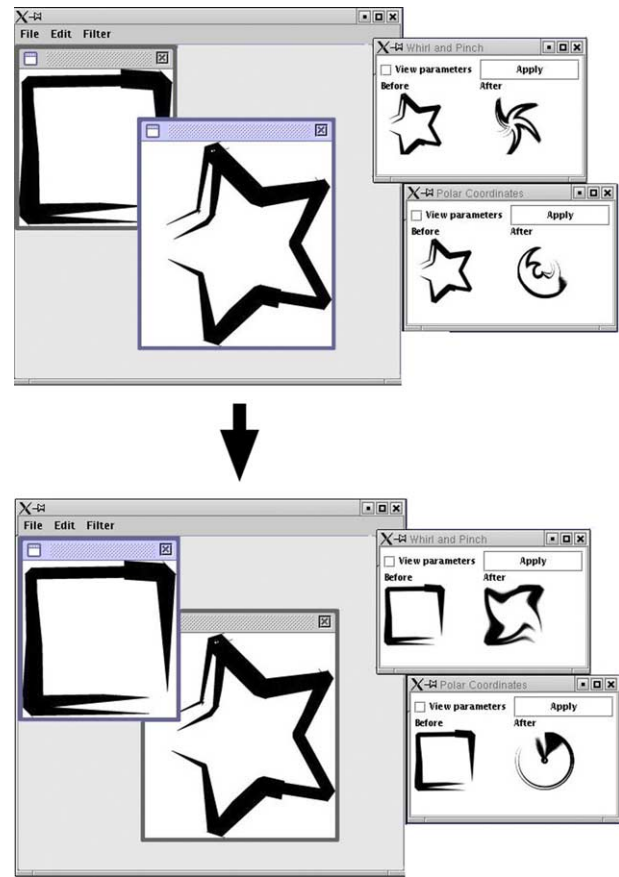 File Edit Filter
Whirl and Pinch
View parameters Apply
Before After
Polar Coordinates
View parameters Apply
Before After
File Edit Filter
Whirl and Pinch
View parameters Apply
Before After
Polar Coordinates
View parameters Apply
Before After